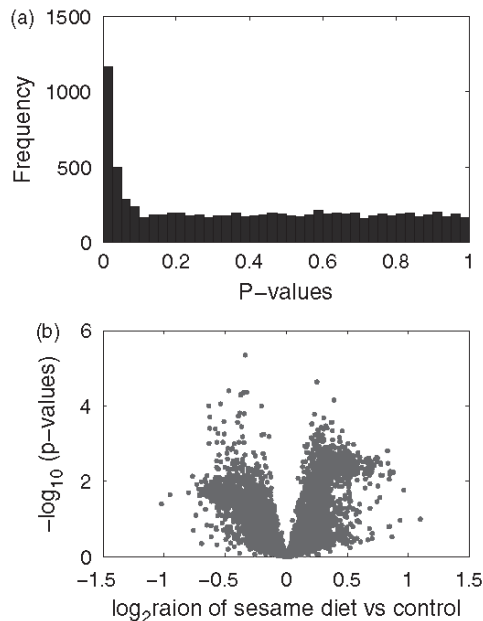 (a)
1500
1000
500
0
Frequency
0 0.2 0.4 0.6 0.8 1
P−values
(b)
6
4
2
0
−log10 (p−values)
−1.5 −1 −0.5 0 0.5 1 1.5
log2raion of sesame diet vs control